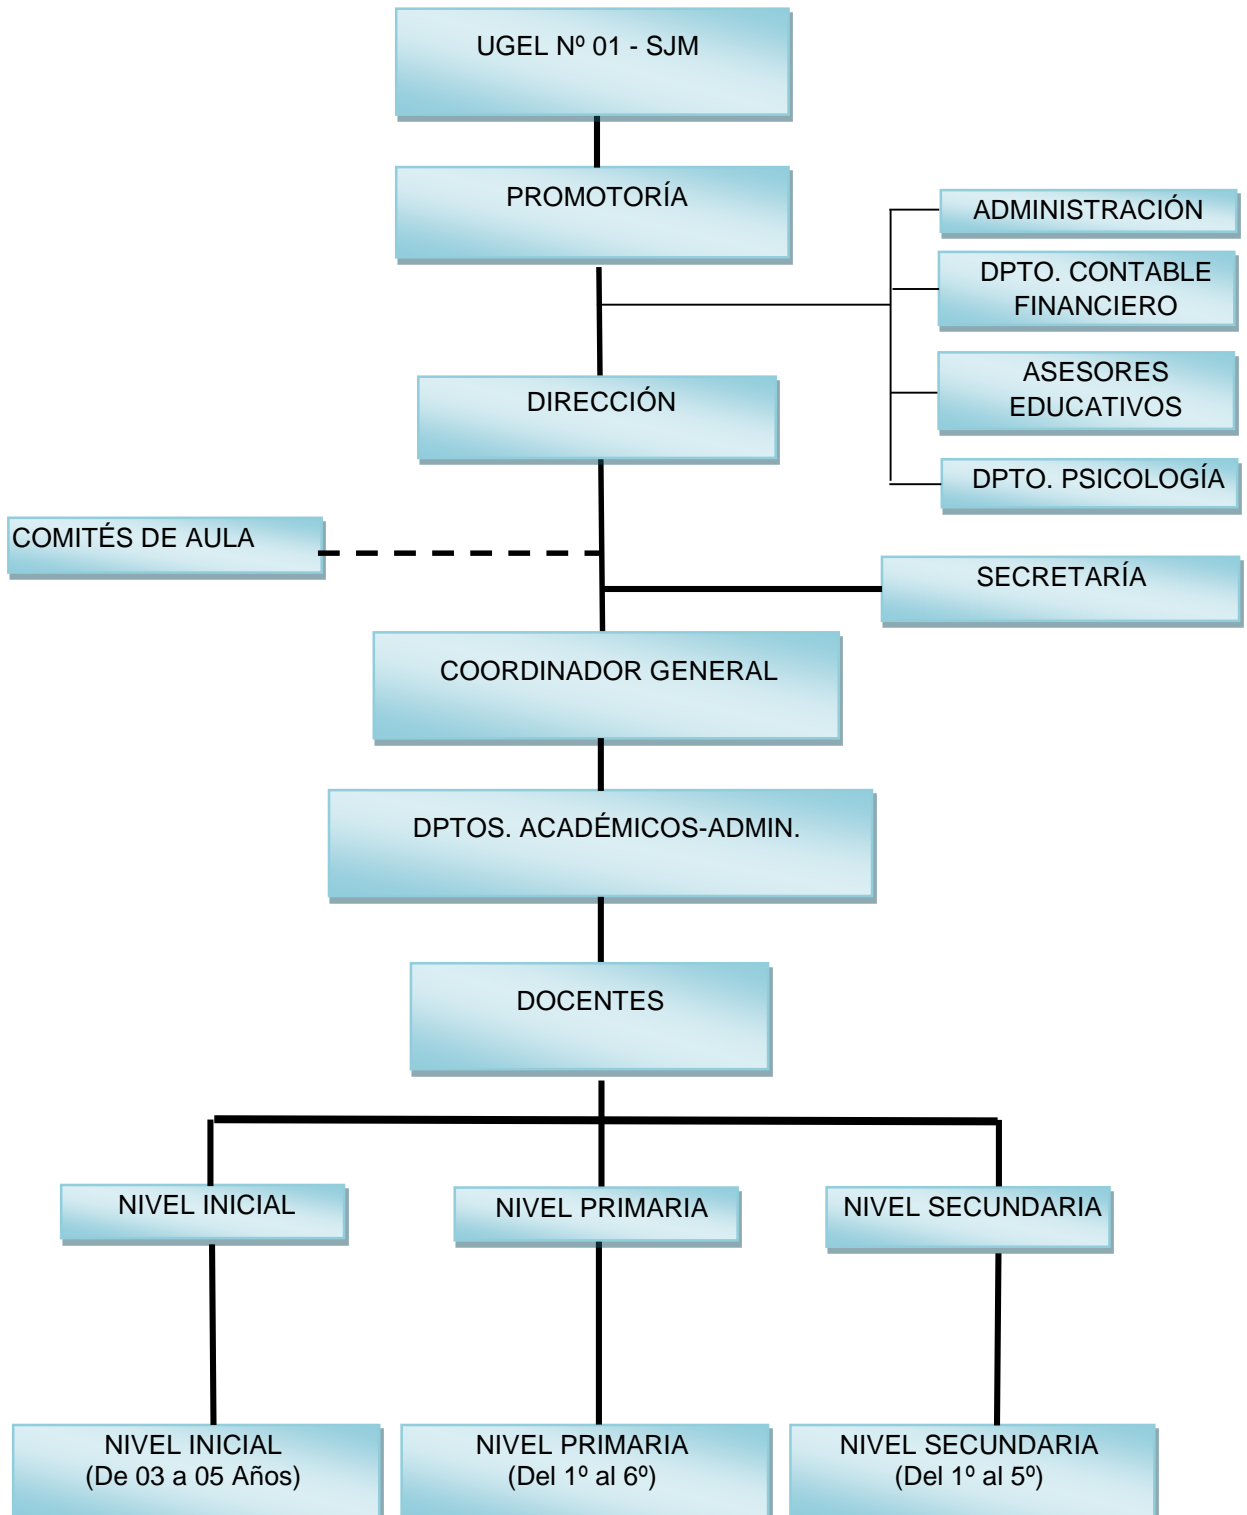 UGEL Nº 01 - SJM
PROMOTORÍA
ADMINISTRACIÓN
DPTO. CONTABLE
FINANCIERO
ASESORES
EDUCATIVOS
DIRECCIÓN
DPTO. PSICOLOGÍA
COMITÉS DE AULA
SECRETARÍA
COORDINADOR GENERAL
DPTOS. ACADÉMICOS-ADMIN.
DOCENTES
NIVEL INICIAL
NIVEL PRIMARIA
NIVEL SECUNDARIA
NIVEL INICIAL
(De 03 a 05 Años)
NIVEL PRIMARIA
(Del 1º al 6º)
NIVEL SECUNDARIA
(Del 1º al 5º)